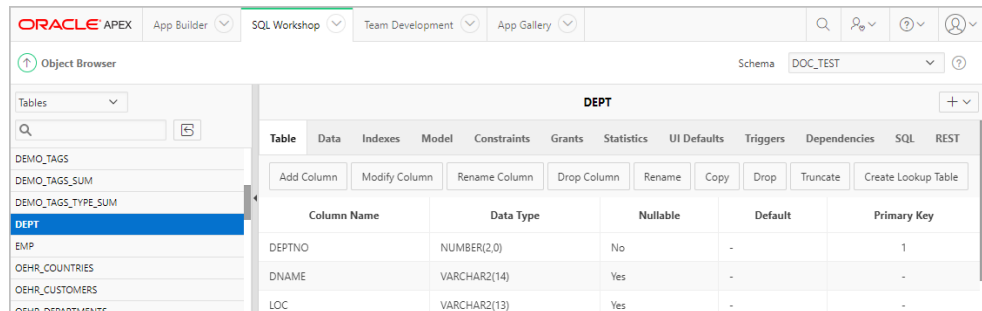 ORACLE APEX App Builder SQL Workshop Team Development App Gallery
Object Browser Schema DOC_TEST
Tables
DEMO_TAGS
DEMO_TAGS_SUM
DEMO_TAGS_TYPE_SUM
DEPT
EMP
OEHR_COUNTRIES
OEHR_CUSTOMERS
OEHR_DEPARTMENTS
DEPT
Table Data Indexes Model Constraints Grants Statistics UI Defaults Triggers Dependencies SQL REST
Add Column Modify Column Rename Column Drop Column Rename Copy Drop Truncate Create Lookup Table
Column Name Data Type Nullable Default Primary Key
DEPTNO NUMBER(2,0) No - 1
DNAME VARCHAR2(14) Yes - -
LOC VARCHAR2(13) Yes - -